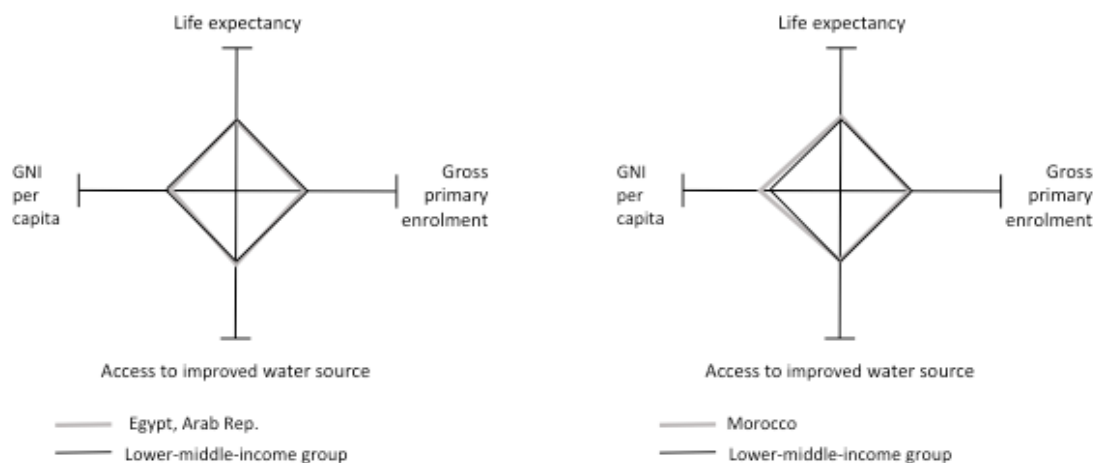 Life expectancy
GNI
per
capita
Gross
primary
enrolment
Access to improved water source
Egypt, Arab Rep.
Lower-middle-income group
Life expectancy
GNI
per
capita
Gross
primary
enrolment
Access to improved water source
Morocco
Lower-middle-income group